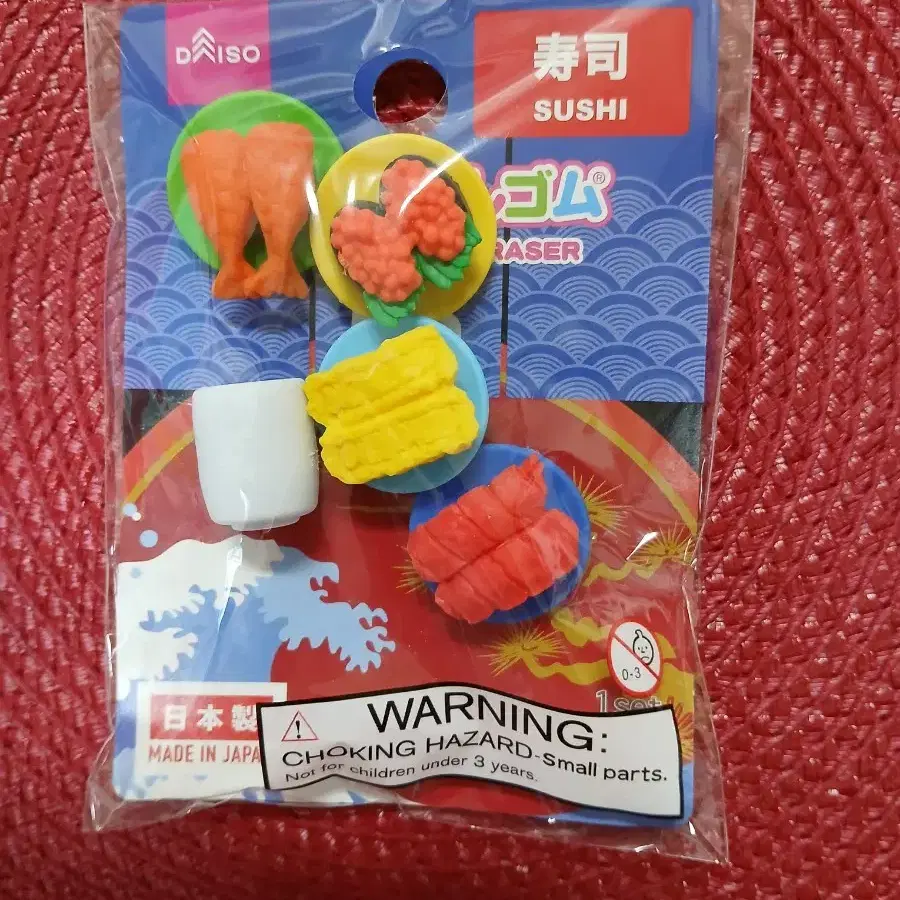 DAISO
寿司
SUSHI
ゴム®
RASER
0-3
1 set
日本製
MADE IN JAPA
WARNING:
CHOKING HAZARD-Small parts.
Not for children under 3 years.